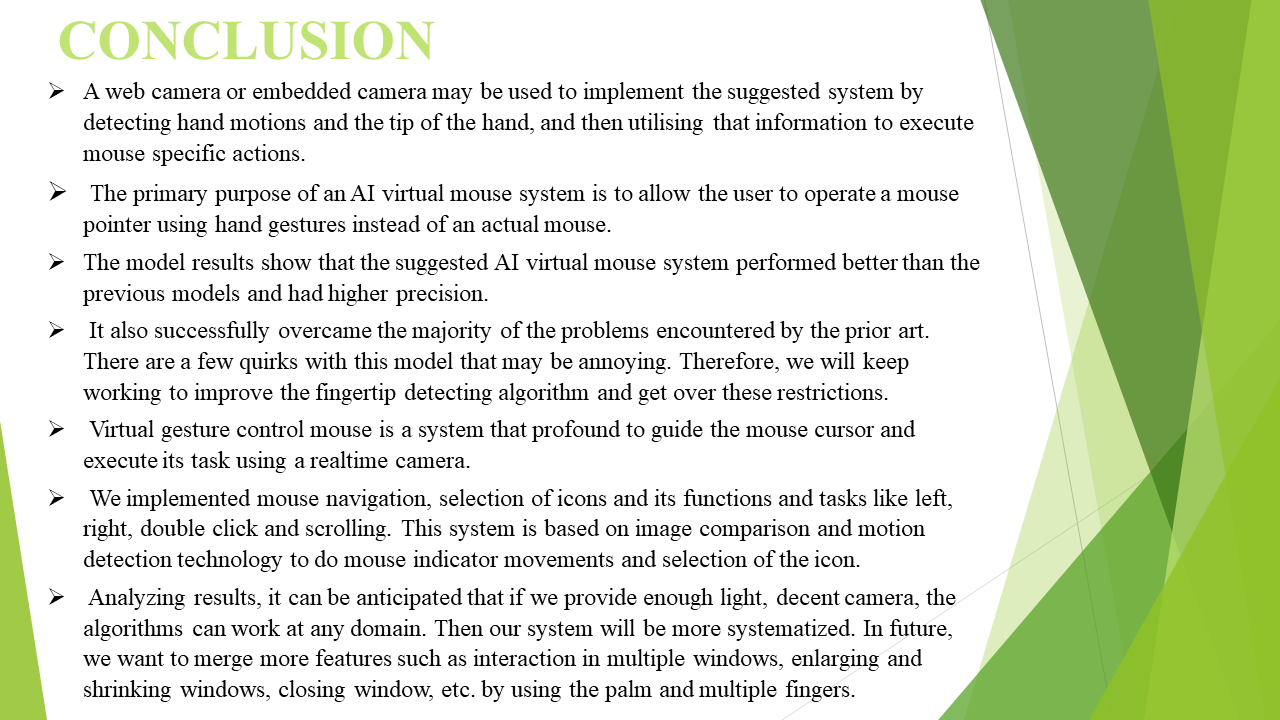 CONCLUSION
➢ A web camera or embedded camera may be used to implement the suggested system by
detecting hand motions and the tip of the hand, and then utilising that information to execute
mouse specific actions.
➢ The primary purpose of an AI virtual mouse system is to allow the user to operate a mouse
pointer using hand gestures instead of an actual mouse.
➢ The model results show that the suggested AI virtual mouse system performed better than the
previous models and had higher precision.
➢ It also successfully overcame the majority of the problems encountered by the prior art.
There are a few quirks with this model that may be annoying. Therefore, we will keep
working to improve the fingertip detecting algorithm and get over these restrictions.
➢ Virtual gesture control mouse is a system that profound to guide the mouse cursor and
execute its task using a realtime camera.
➢ We implemented mouse navigation, selection of icons and its functions and tasks like left,
right, double click and scrolling. This system is based on image comparison and motion
detection technology to do mouse indicator movements and selection of the icon.
➢ Analyzing results, it can be anticipated that if we provide enough light, decent camera, the
algorithms can work at any domain. Then our system will be more systematized. In future,
we want to merge more features such as interaction in multiple windows, enlarging and
shrinking windows, closing window, etc. by using the palm and multiple fingers.